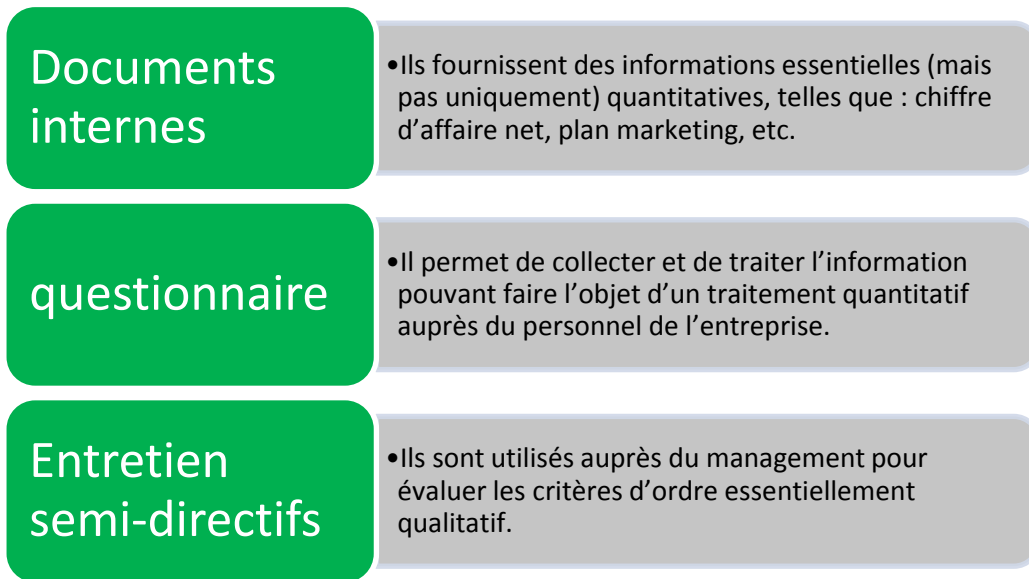 Documents
internes
•Ils fournissent des informations essentielles (mais
pas uniquement) quantitatives, telles que : chiffre
d’affaire net, plan marketing, etc.
questionnaire
•Il permet de collecter et de traiter l’information
pouvant faire l’objet d’un traitement quantitatif
auprès du personnel de l’entreprise.
Entretien
semi-directifs
•Ils sont utilisés auprès du management pour
évaluer les critères d’ordre essentiellement
qualitatif.